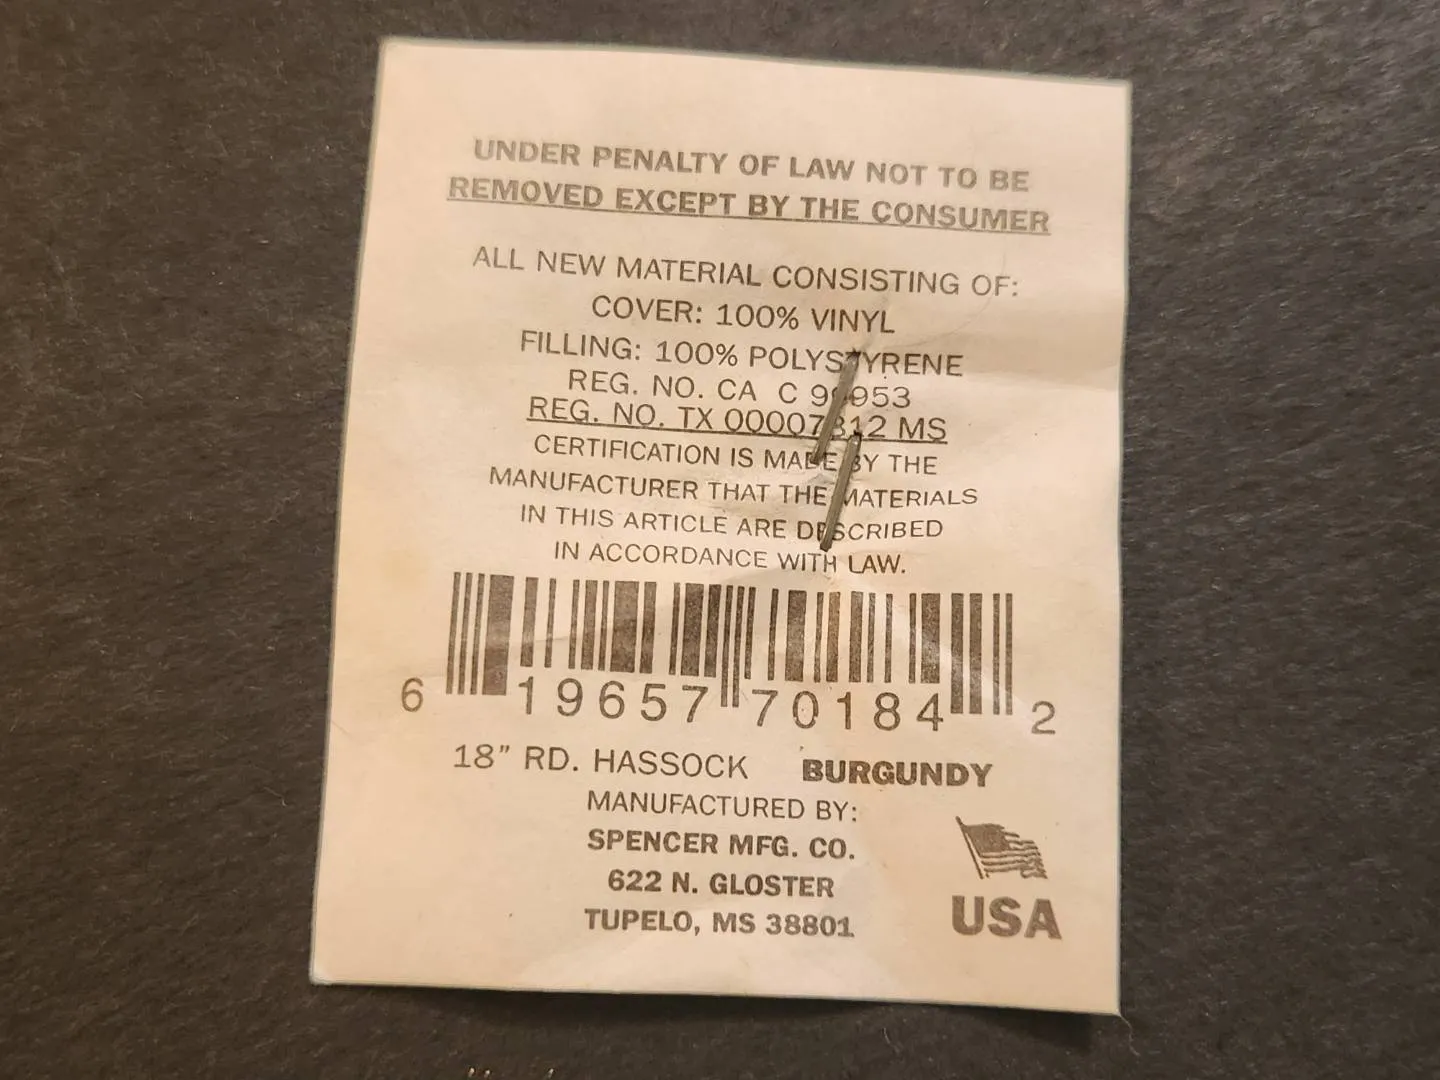 UNDER PENALTY OF LAW NOT TO BE
REMOVED EXCEPT BY THE CONSUMER
ALL NEW MATERIAL CONSISTING OF:
COVER: 100% VINYL
FILLING: 100% POLYSTYRENE
REG. NO. CA C
REG. NO. TX MS
CERTIFICATION IS MADE BY THE
MANUFACTURER THAT THE MATERIALS
IN THIS ARTICLE ARE DESCRIBED
IN ACCORDANCE WITH LAW.
6 19657 70184 2
18" RD. HASSOCK BURGUNDY
MANUFACTURED BY:
SPENCER MFG. CO.
622 N. GLOSTER
TUPELO, MS 38801
USA